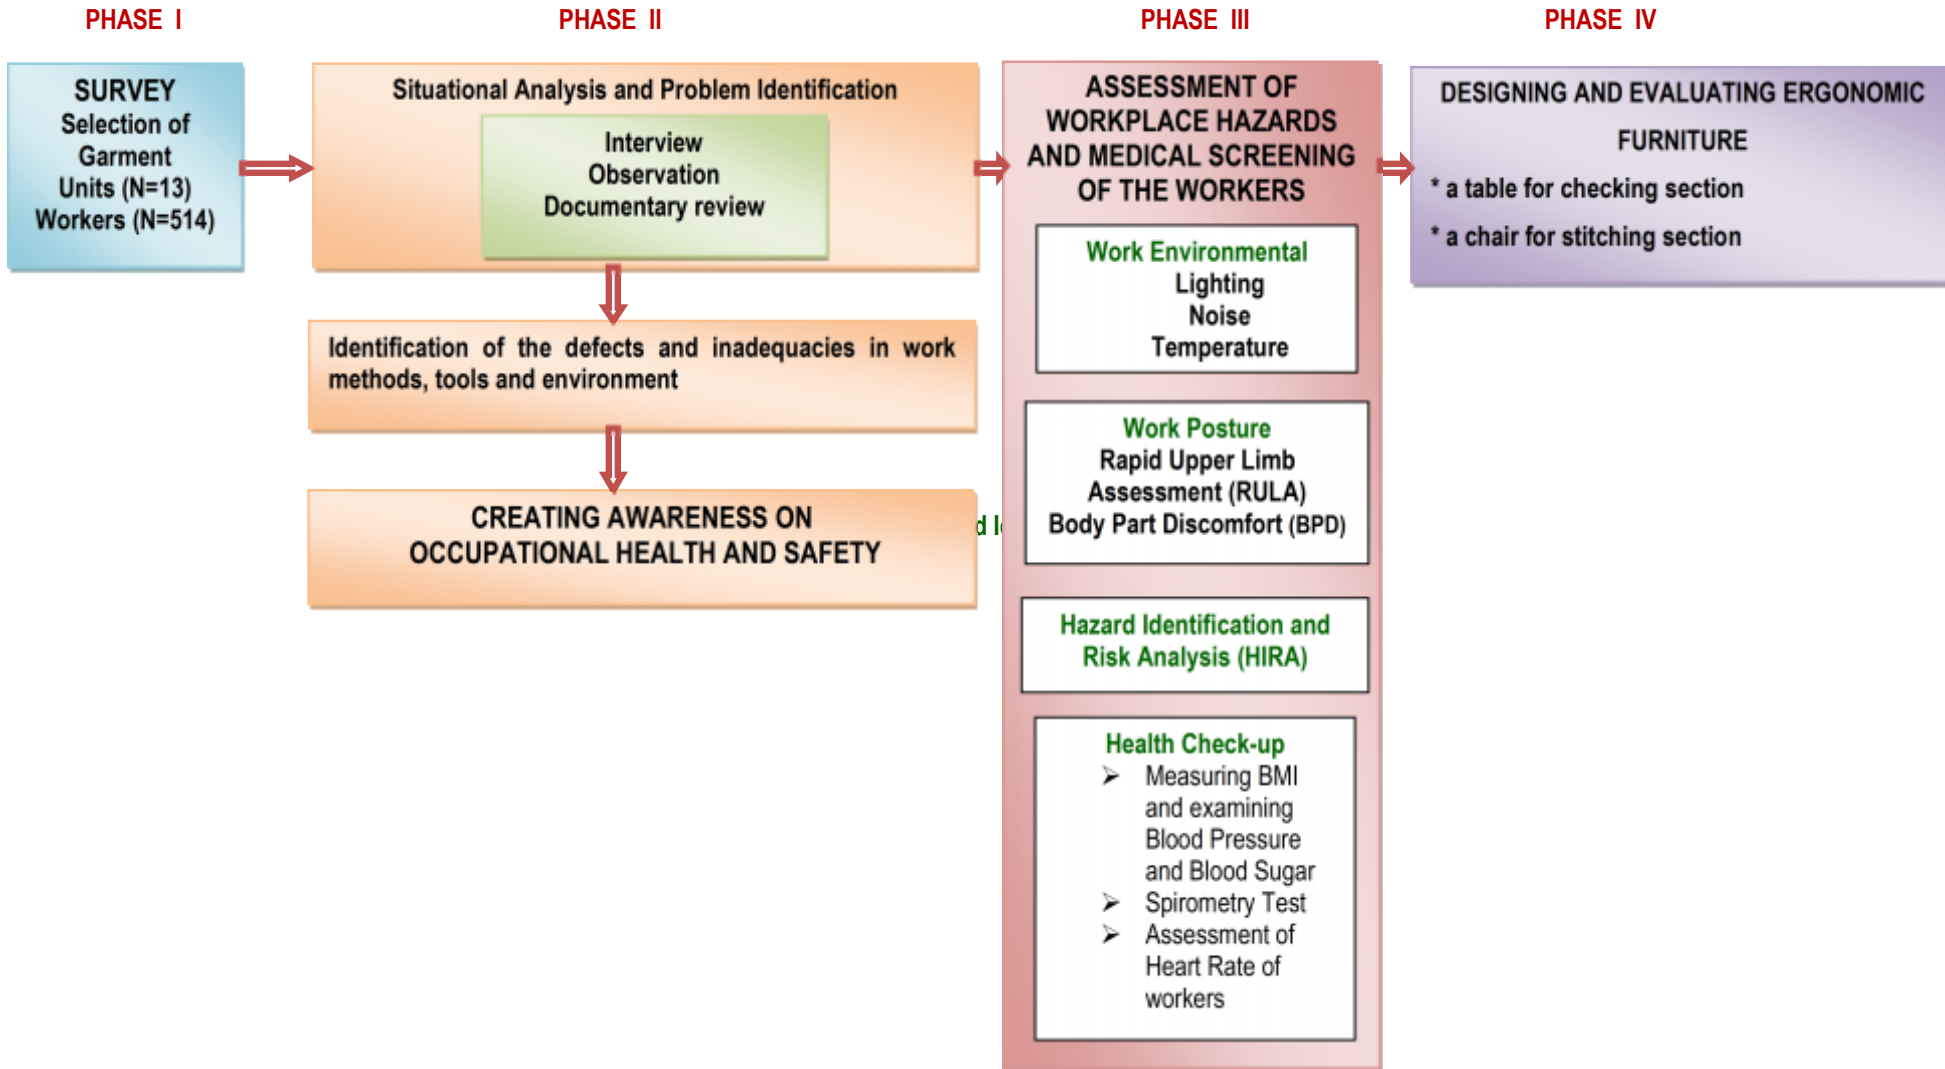 PHASE I
PHASE II
PHASE III
PHASE IV
SURVEY
Selection of
Garment
Units (N=13)
Workers (N=514)
Situational Analysis and Problem Identification
Interview
Observation
Documentary review
Identification of the defects and inadequacies in work
methods, tools and environment
CREATING AWARENESS ON
OCCUPATIONAL HEALTH AND SAFETY
ASSESSMENT OF
WORKPLACE HAZARDS
AND MEDICAL SCREENING
OF THE WORKERS
Work Environmental
Lighting
Noise
Temperature
Work Posture
Rapid Upper Limb
Assessment (RULA)
Body Part Discomfort (BPD)
Hazard Identification and
Risk Analysis (HIRA)
Health Check-up
➢ Measuring BMI
and examining
Blood Pressure
and Blood Sugar
➢ Spirometry Test
➢ Assessment of
Heart Rate of
workers
DESIGNING AND EVALUATING ERGONOMIC
FURNITURE
* a table for checking section
* a chair for stitching section